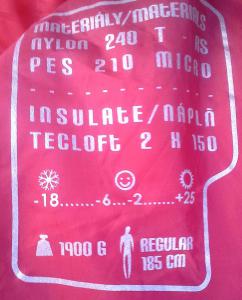 MATERIÁLY/MATERIALS
NYLON 240 T - RS
PES 210 MICRO
- - - - - - - - - - - -
INSULATE/NÁPLŇ
TECLOFT 2 X 150
-18.......-6...-2......+25
1900 G
REGULAR
185 CM